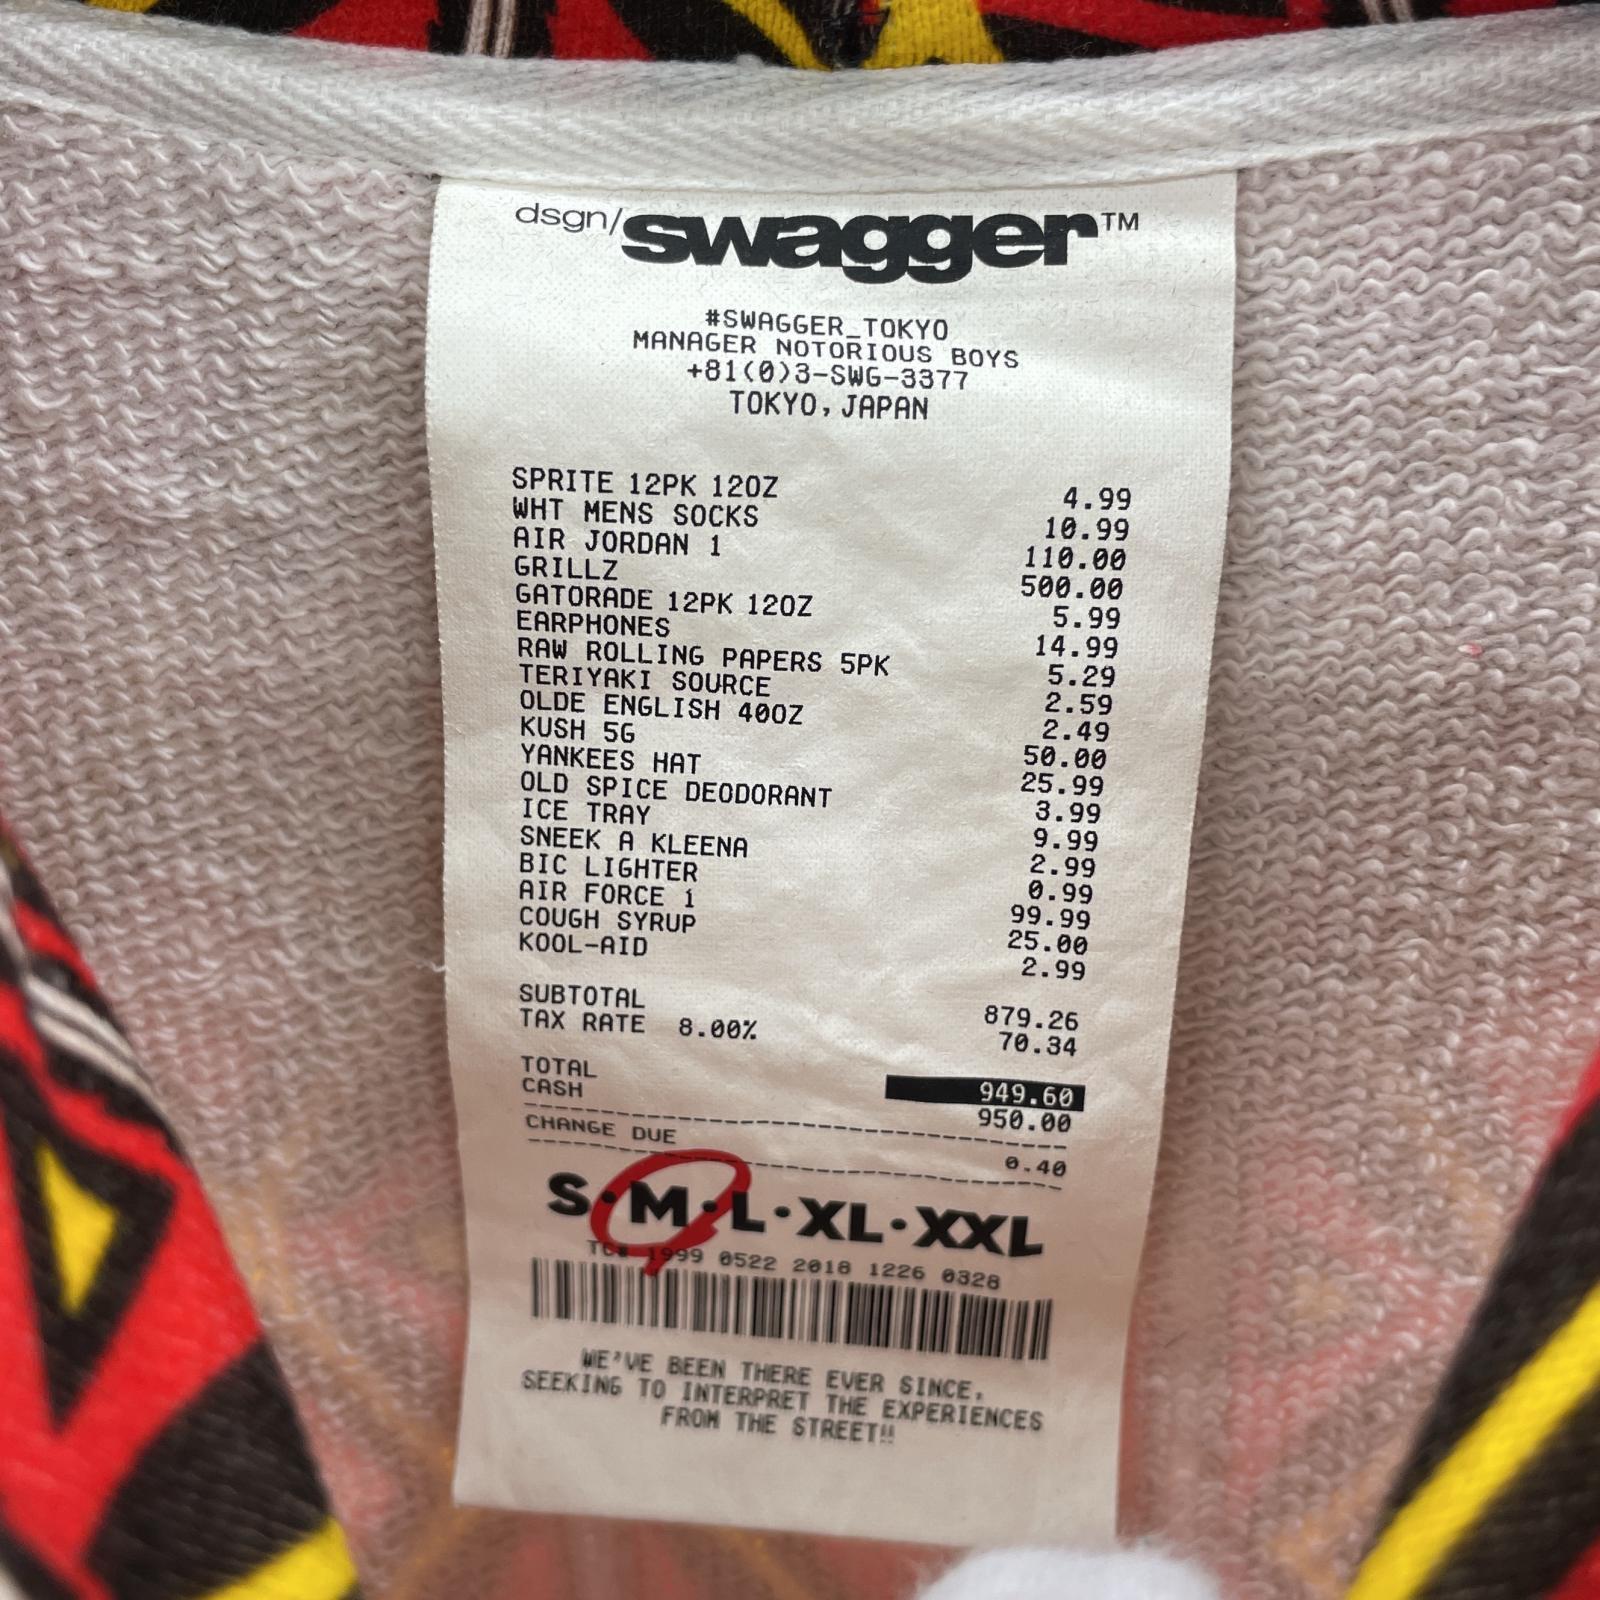 dsgn/swagger™
#SWAGGER_TOKYO
MANAGER NOTORIOUS BOYS
+81(0)3-SWG-3377
TOKYO, JAPAN
SPRITE 12PK 12OZ 4.99
WHT MENS SOCKS 10.99
AIR JORDAN 1 110.00
GRILLZ 500.00
GATORADE 12PK 12OZ 5.99
EARPHONES 14.99
RAW ROLLING PAPERS 5PK 5.29
TERIYAKI SOURCE 2.59
OLDE ENGLISH 40OZ 2.49
KUSH 5G 50.00
YANKEES HAT 25.99
OLD SPICE DEODORANT 3.99
ICE TRAY 9.99
SNEEK A KLEENA 2.99
BIC LIGHTER 0.99
AIR FORCE 1 99.99
COUGH SYRUP 25.00
KOOL-AID 2.99
SUBTOTAL 879.26
TAX RATE 8.00% 70.34
TOTAL 949.60
CASH 950.00
CHANGE DUE 0.40
S·M·L·XL·XXL
TC# 1999 0522 2018 1226 0328
WE'VE BEEN THERE EVER SINCE,
SEEKING TO INTERPRET THE EXPERIENCES
FROM THE STREET!!